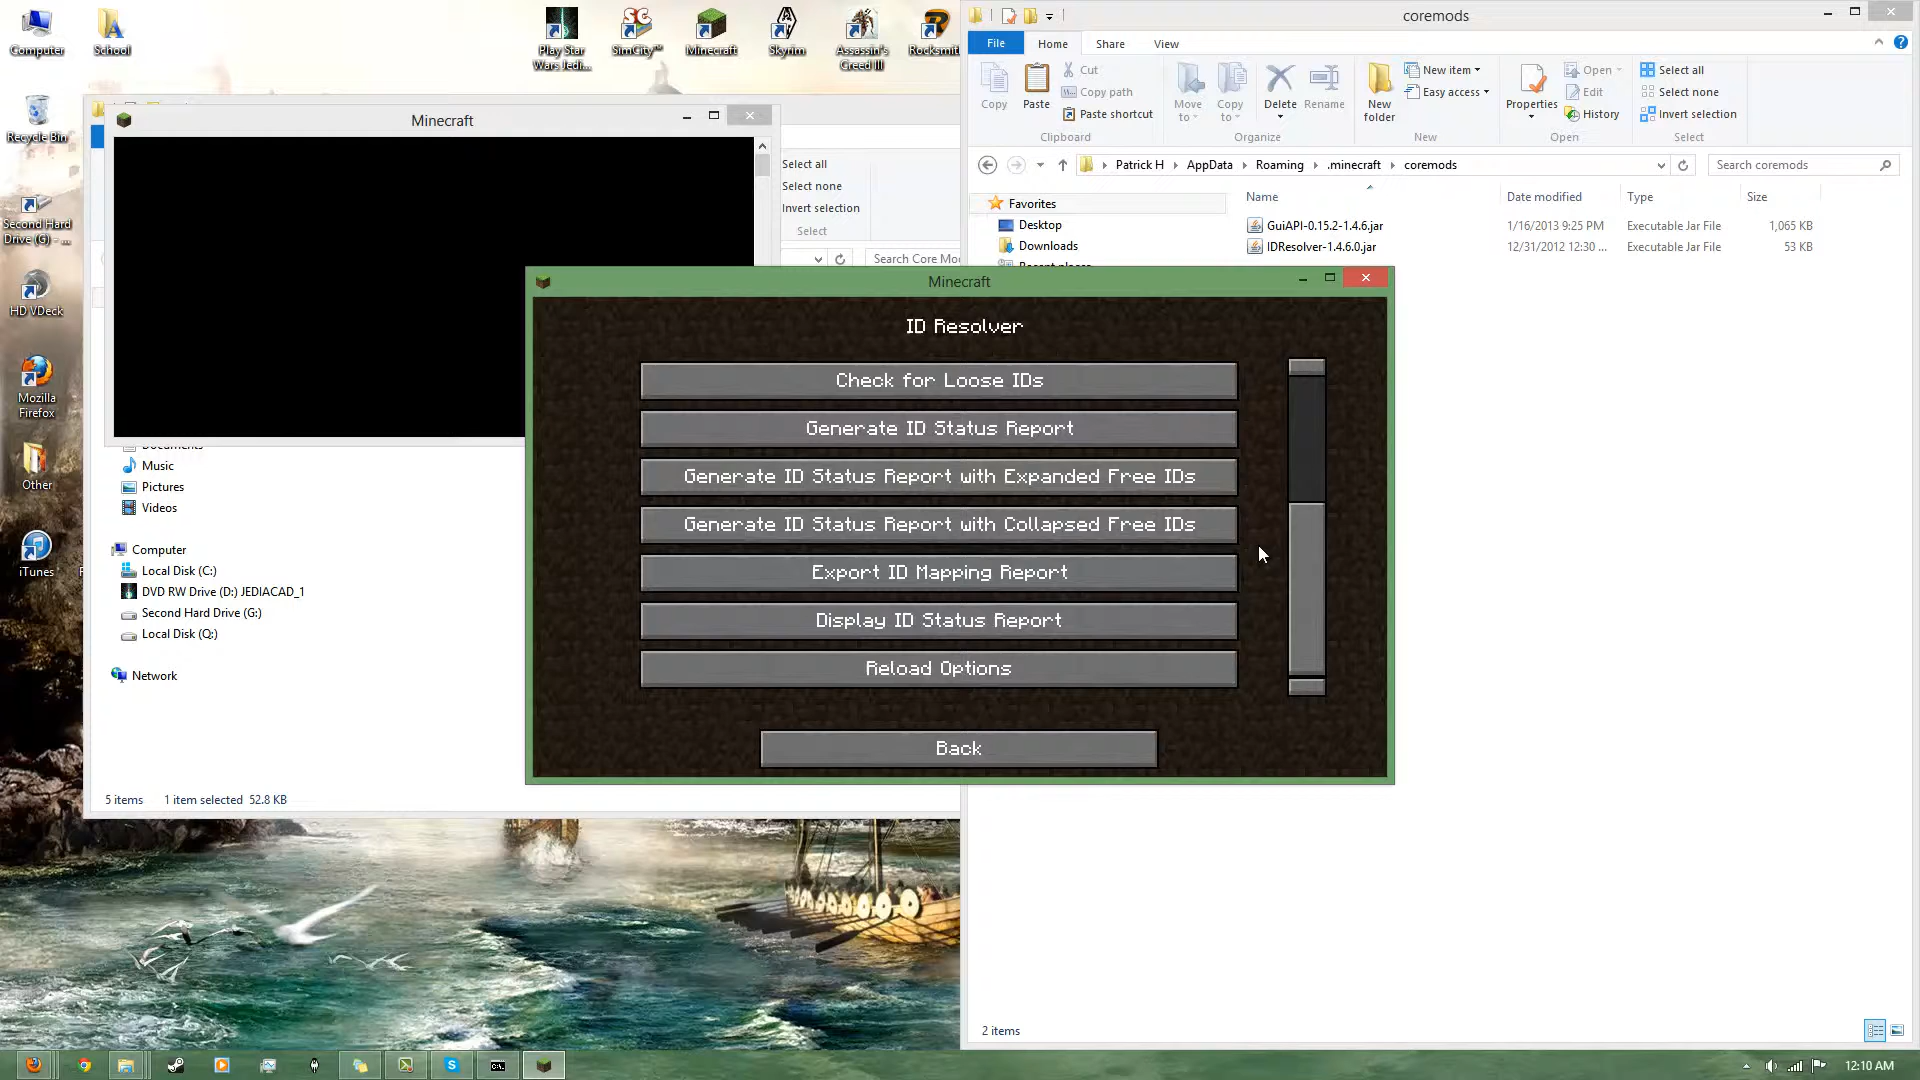 Computer
School
Play Star
Wars Jedi...
SimCity™
Minecraft
Skyrim
Assassin's
Creed III
Rocksmith
Recycle Bin
Second Hard
Drive (G) - ...
HD VDeck
Mozilla
Firefox
Other
iTunes
Minecraft
Select all
Select none
Invert selection
Select
Search Core Mo
Music
Pictures
Videos
Computer
Local Disk (C:)
DVD RW Drive (D:) JEDIACAD_1
Second Hard Drive (G:)
Local Disk (Q:)
Network
5 items
1 item selected 52.8 KB
coremods
File
Home
Share
View
Copy
Paste
Cut
Copy path
Paste shortcut
Clipboard
Move
to
Copy
to
Delete
Rename
Organize
New
folder
New item
Easy access
New
Properties
Open
Edit
History
Open
Select all
Select none
Invert selection
Select
Patrick H
AppData
Roaming
.minecraft
coremods
Search coremods
Favorites
Desktop
Downloads
Name
Date modified
Type
Size
GuiAPI-0.15.2-1.4.6.jar
1/16/2013 9:25 PM
Executable Jar File
1,065 KB
IDResolver-1.4.6.0.jar
12/31/2012 12:30 ...
Executable Jar File
53 KB
2 items
Minecraft
ID Resolver
Check for Loose IDs
Generate ID Status Report
Generate ID Status Report with Expanded Free IDs
Generate ID Status Report with Collapsed Free IDs
Export ID Mapping Report
Display ID Status Report
Reload Options
Back
12:10 AM